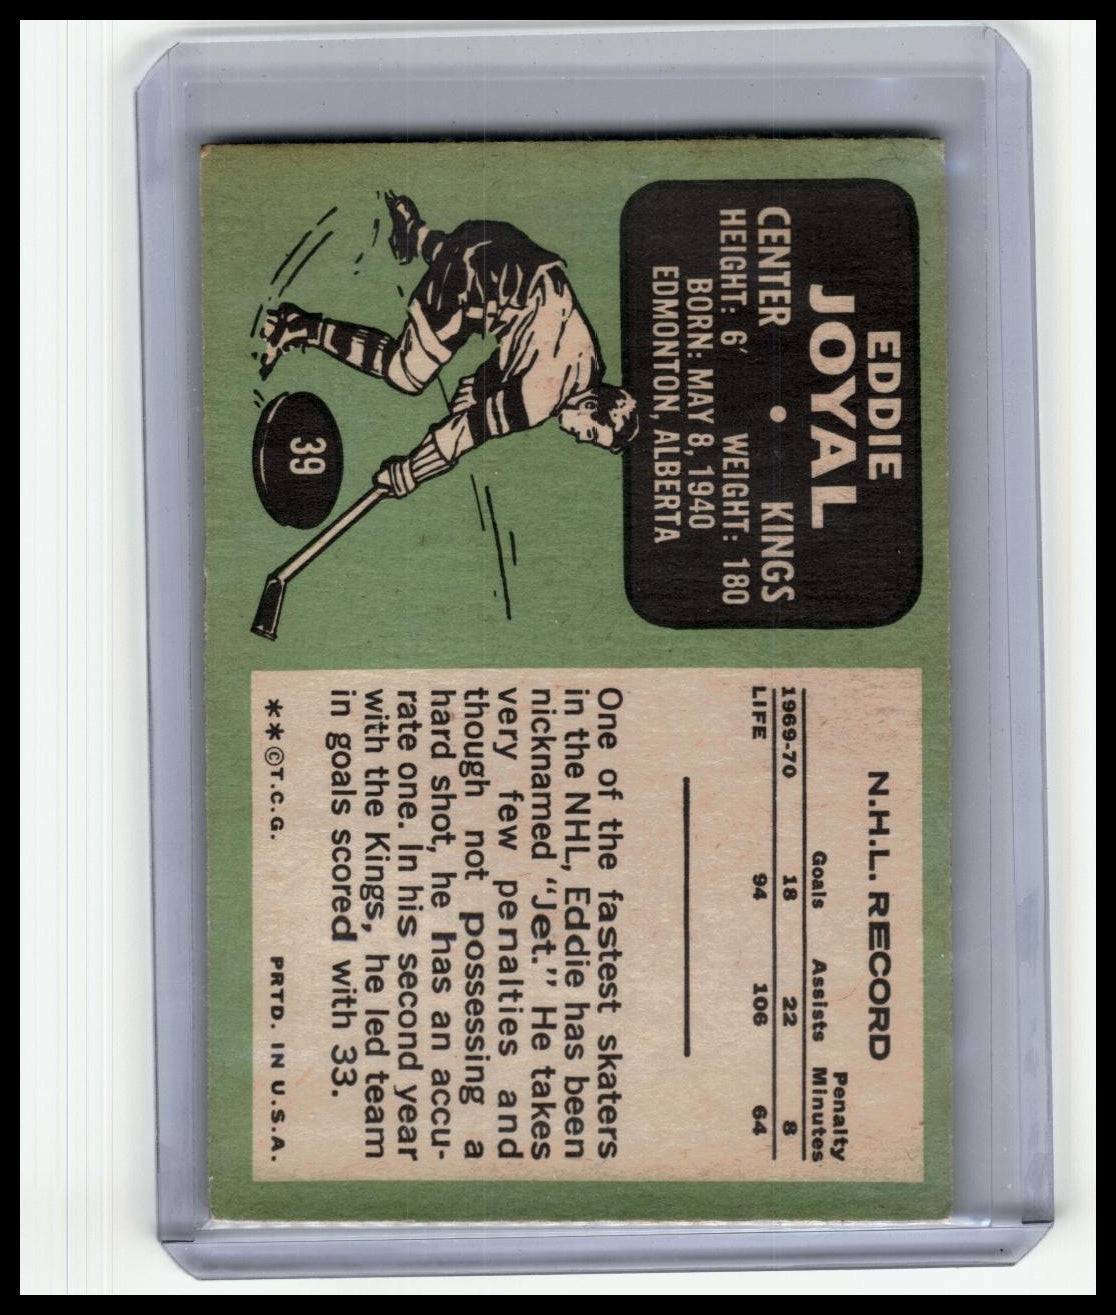 EDDIE
JOYAL
CENTER • KINGS
HEIGHT: 6′ WEIGHT: 180
BORN: MAY 8, 1940
EDMONTON, ALBERTA
39
N.H.L. RECORD
Goals Assists Penalty Minutes
1969-70 18 22 8
LIFE 94 106 64
One of the fastest skaters
in the NHL, Eddie has been
nicknamed “Jet.” He takes
very few penalties and
though not possessing a
hard shot, he has an accu-
rate one. In his second year
with the Kings, he led team
in goals scored with 33.
**©T.C.G. PRTD. IN U.S.A.